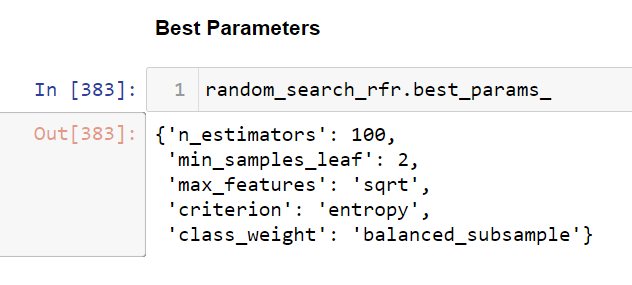 Best Parameters
In [383]: 1 random_search_rfr.best_params_
Out[383]: {'n_estimators': 100,
'min_samples_leaf': 2,
'max_features': 'sqrt',
'criterion': 'entropy',
'class_weight': 'balanced_subsample'}